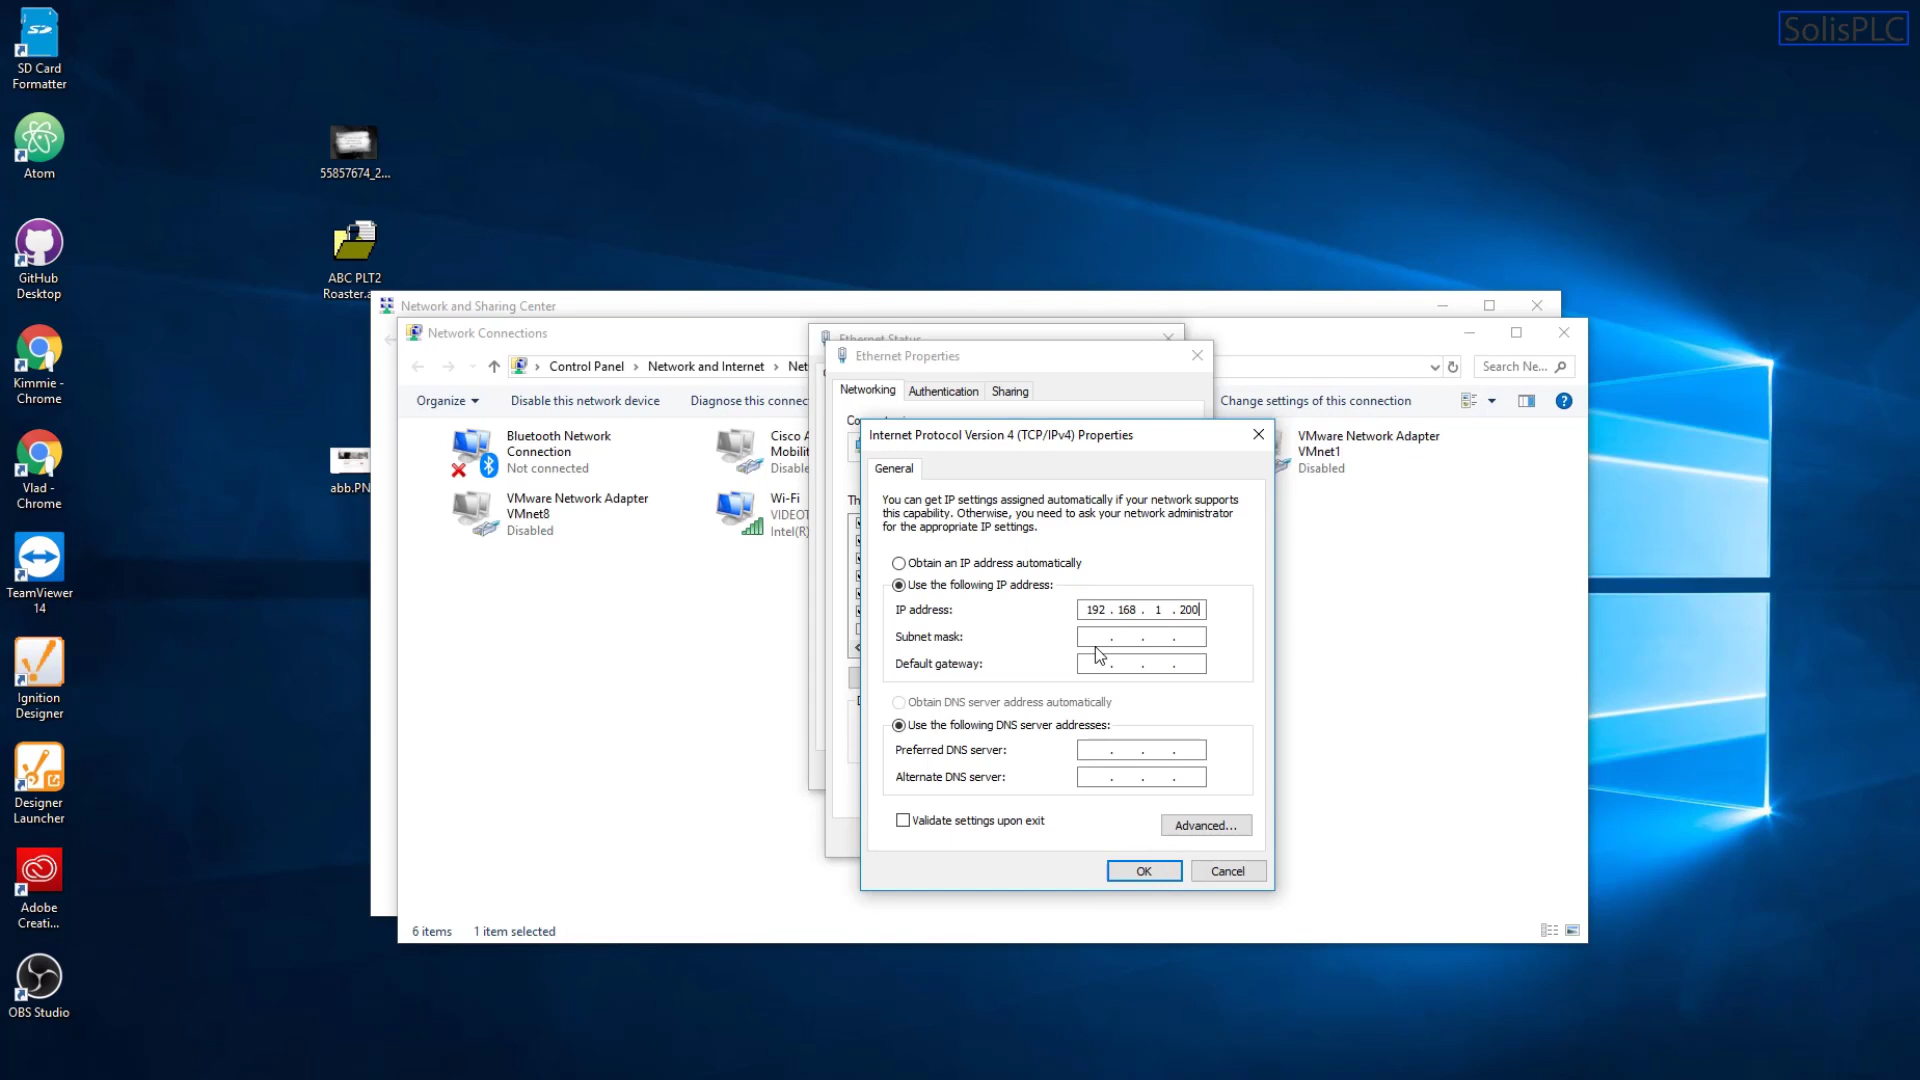 SolisPLC
SD Card
Formatter
Atom
GitHub
Desktop
Kimmie -
Chrome
Vlad -
Chrome
TeamViewer
14
Ignition
Designer
Designer
Launcher
Adobe
Creati...
OBS Studio
55857674_2...
ABC PLT2
Roaster.a
abb.PN
Network and Sharing Center
Network Connections
Control Panel > Network and Internet > Net
Search Ne...
Organize
Disable this network device
Diagnose this connec
Change settings of this connection
Bluetooth Network
Connection
Not connected
VMware Network Adapter
VMnet8
Disabled
Cisco A
Mobilit
Disable
Wi-Fi
VIDEOT
Intel(R)
VMware Network Adapter
VMnet1
Disabled
6 items
1 item selected
Ethernet Status
Ethernet Properties
Networking
Authentication
Sharing
Co
Th
Internet Protocol Version 4 (TCP/IPv4) Properties
General
You can get IP settings assigned automatically if your network supports
this capability. Otherwise, you need to ask your network administrator
for the appropriate IP settings.
Obtain an IP address automatically
Use the following IP address:
IP address:
192 . 168 . 1 . 200
Subnet mask:
. . .
Default gateway:
. . .
Obtain DNS server address automatically
Use the following DNS server addresses:
Preferred DNS server:
. . .
Alternate DNS server:
. . .
Validate settings upon exit
Advanced...
OK
Cancel